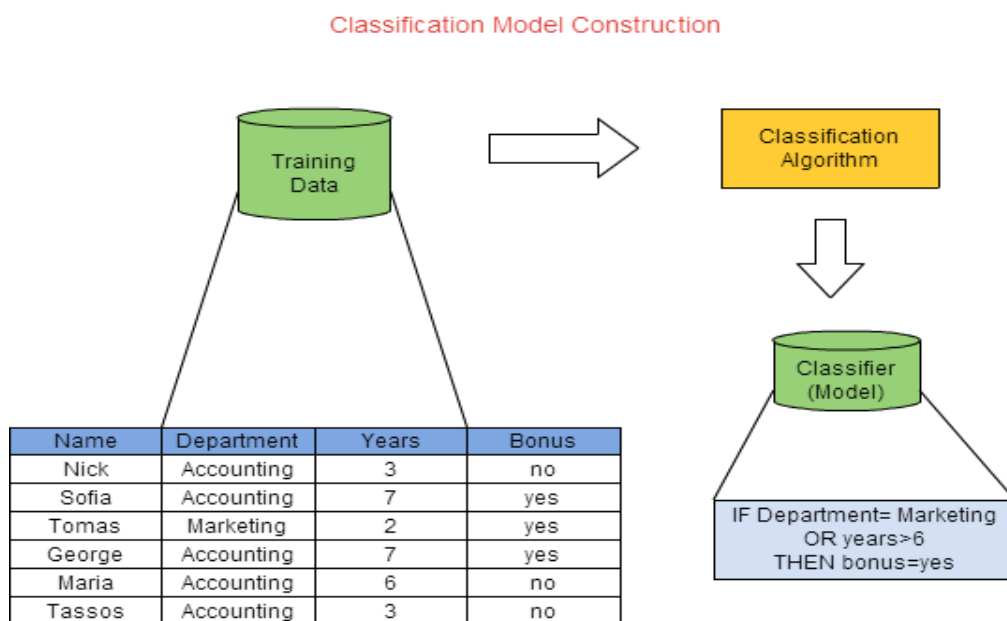 Classification Model Construction
Training
Data
Classification
Algorithm
Classifier
(Model)
Name Department Years Bonus
Nick Accounting 3 no
Sofia Accounting 7 yes
Tomas Marketing 2 yes
George Accounting 7 yes
Maria Accounting 6 no
Tassos Accounting 3 no
IF Department= Marketing
OR years>6
THEN bonus=yes